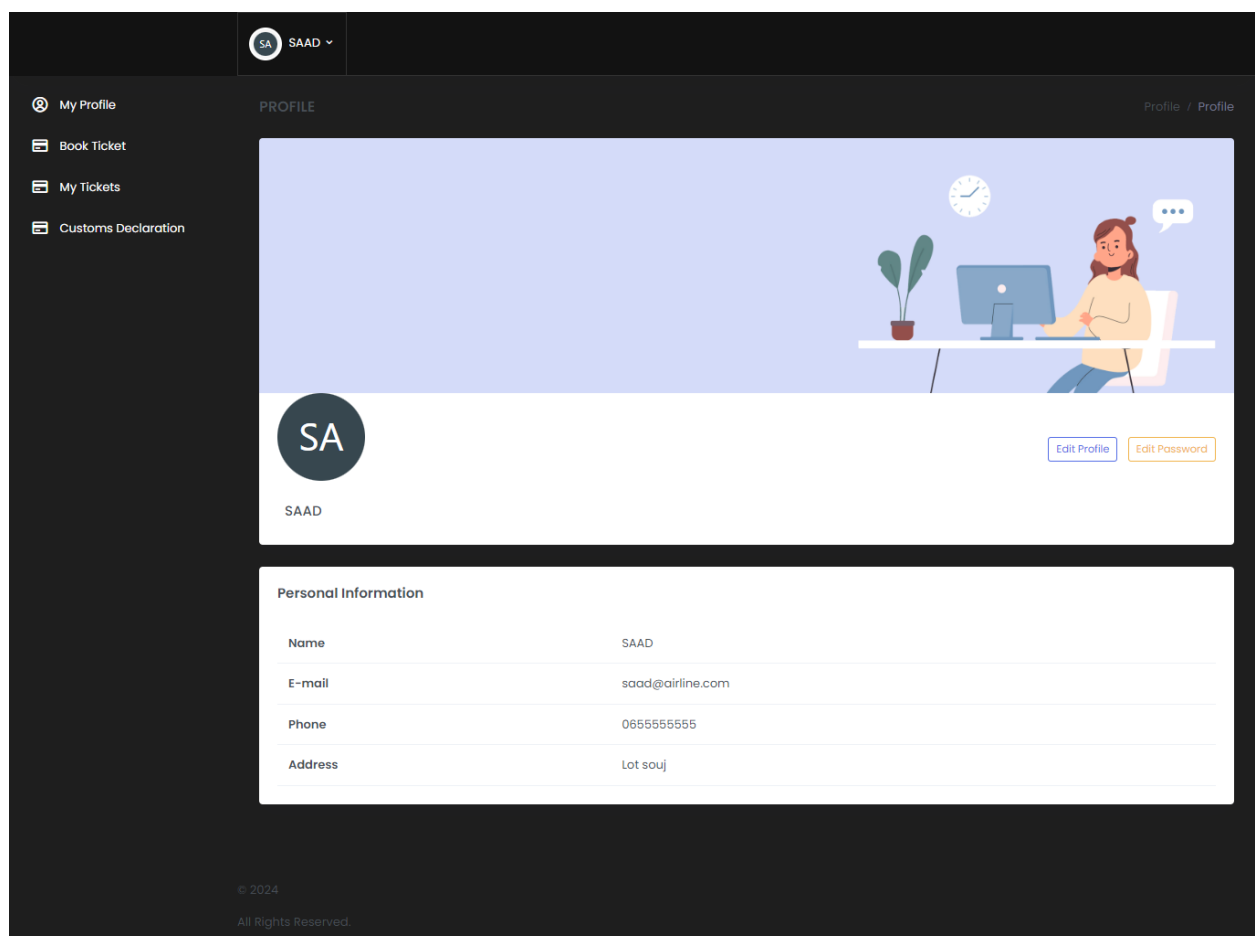 SA SAAD
My Profile
Book Ticket
My Tickets
Customs Declaration
PROFILE Profile / Profile
SA
Edit Profile Edit Password
SAAD
Personal Information
Name SAAD
E-mail saad@airline.com
Phone 0655555555
Address Lot souj
© 2024
All Rights Reserved.